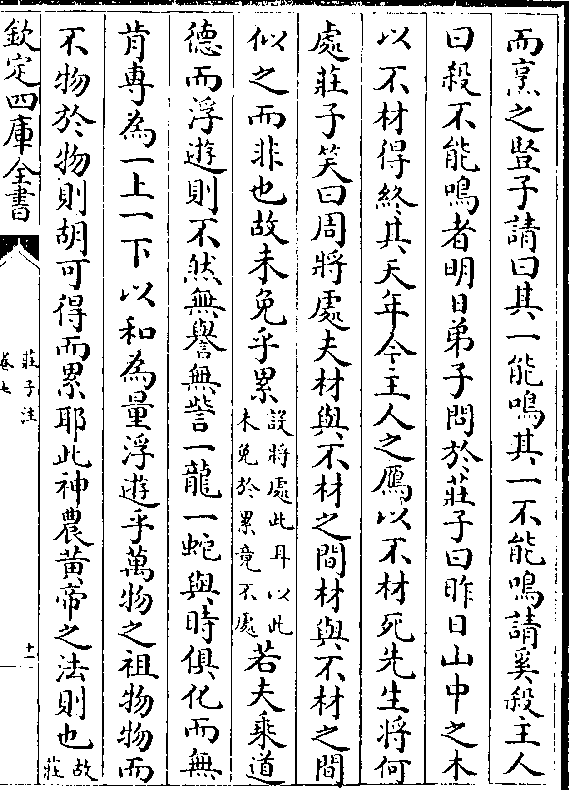 而烹之豎子請曰其一能鳴其一不能鳴請奚殺主人
曰殺不能鳴者明日弟子問於莊子曰昨日山中之木
以不材得終其天年今主人之鴈以不材死先生將何
處莊子笑曰周將處夫材與不材之間材與不材之間
似之而非也故未免乎累設將處此耳以此未免於累竟不處若夫乘道
德而浮遊則不然無譽無訾一龍一蛇與時俱化而無
肯專為一上一下以和為量浮遊乎萬物之祖物物而
不物於物則胡可得而累耶此神農黃帝之法則也故莊
欽定四庫全書
莊子注
卷七
十一